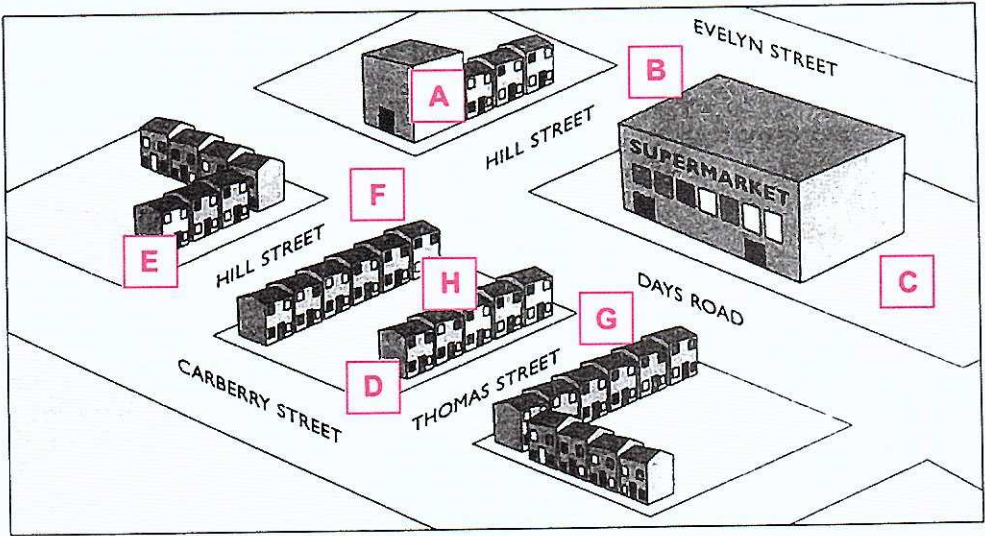 EVELYN STREET
B
A
HILL STREET
SUPERMARKET
F
E
HILL STREET
H
C
DAYS ROAD
G
D
CARBERRY STREET
THOMAS STREET